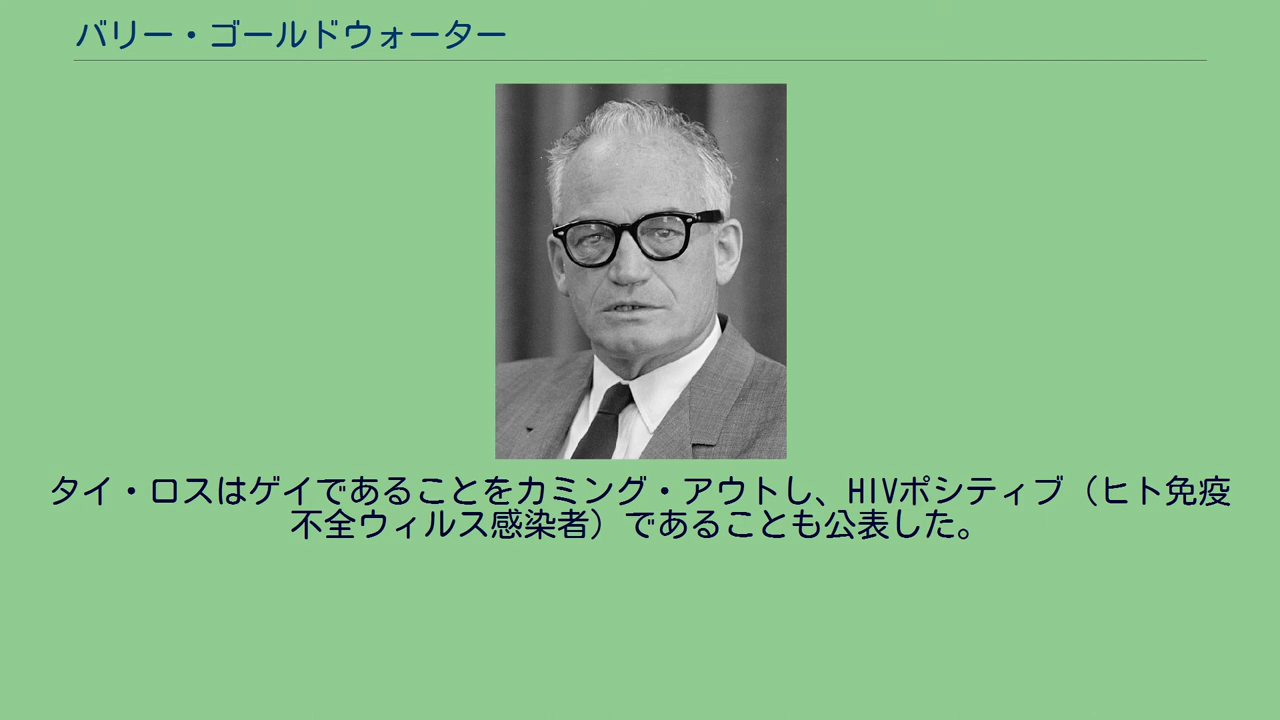 バリー・ゴールドウォーター
タイ・ロスはゲイであることをカミング・アウトし、HIVポシティブ（ヒト免疫
不全ウィルス感染者）であることも公表した。